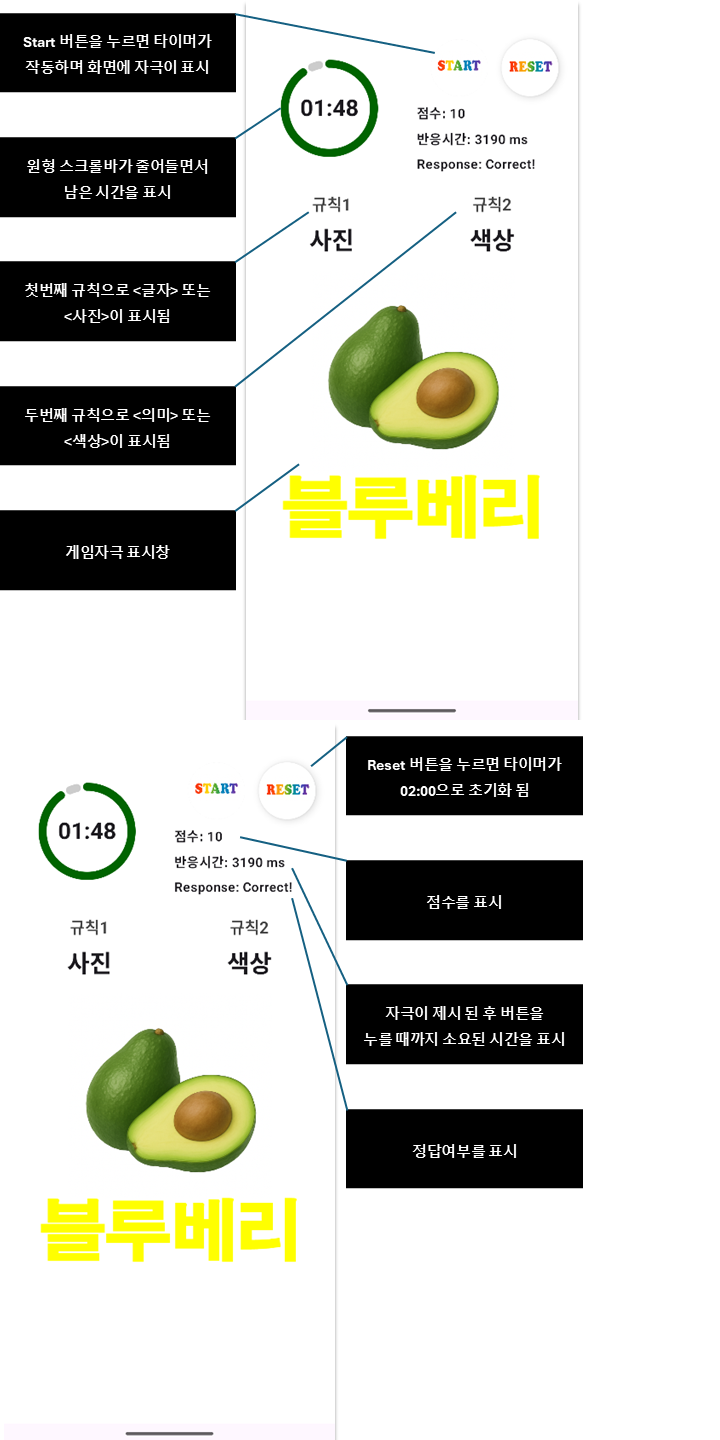 Start 버튼을 누르면 타이머가
작동하며 화면에 자극이 표시
원형 스크롤바가 줄어들면서
남은 시간을 표시
첫번째 규칙으로 <글자> 또는
<사진>이 표시됨
두번째 규칙으로 <의미> 또는
<색상>이 표시됨
게임자극 표시창
01:48
START
RESET
점수: 10
반응시간: 3190 ms
Response: Correct!
규칙1
규칙2
사진
색상
블루베리
01:48
START
RESET
점수: 10
반응시간: 3190 ms
Response: Correct!
규칙1
규칙2
사진
색상
블루베리
Reset 버튼을 누르면 타이머가
02:00으로 초기화 됨
점수를 표시
자극이 제시 된 후 버튼을
누를 때까지 소요된 시간을 표시
정답여부를 표시